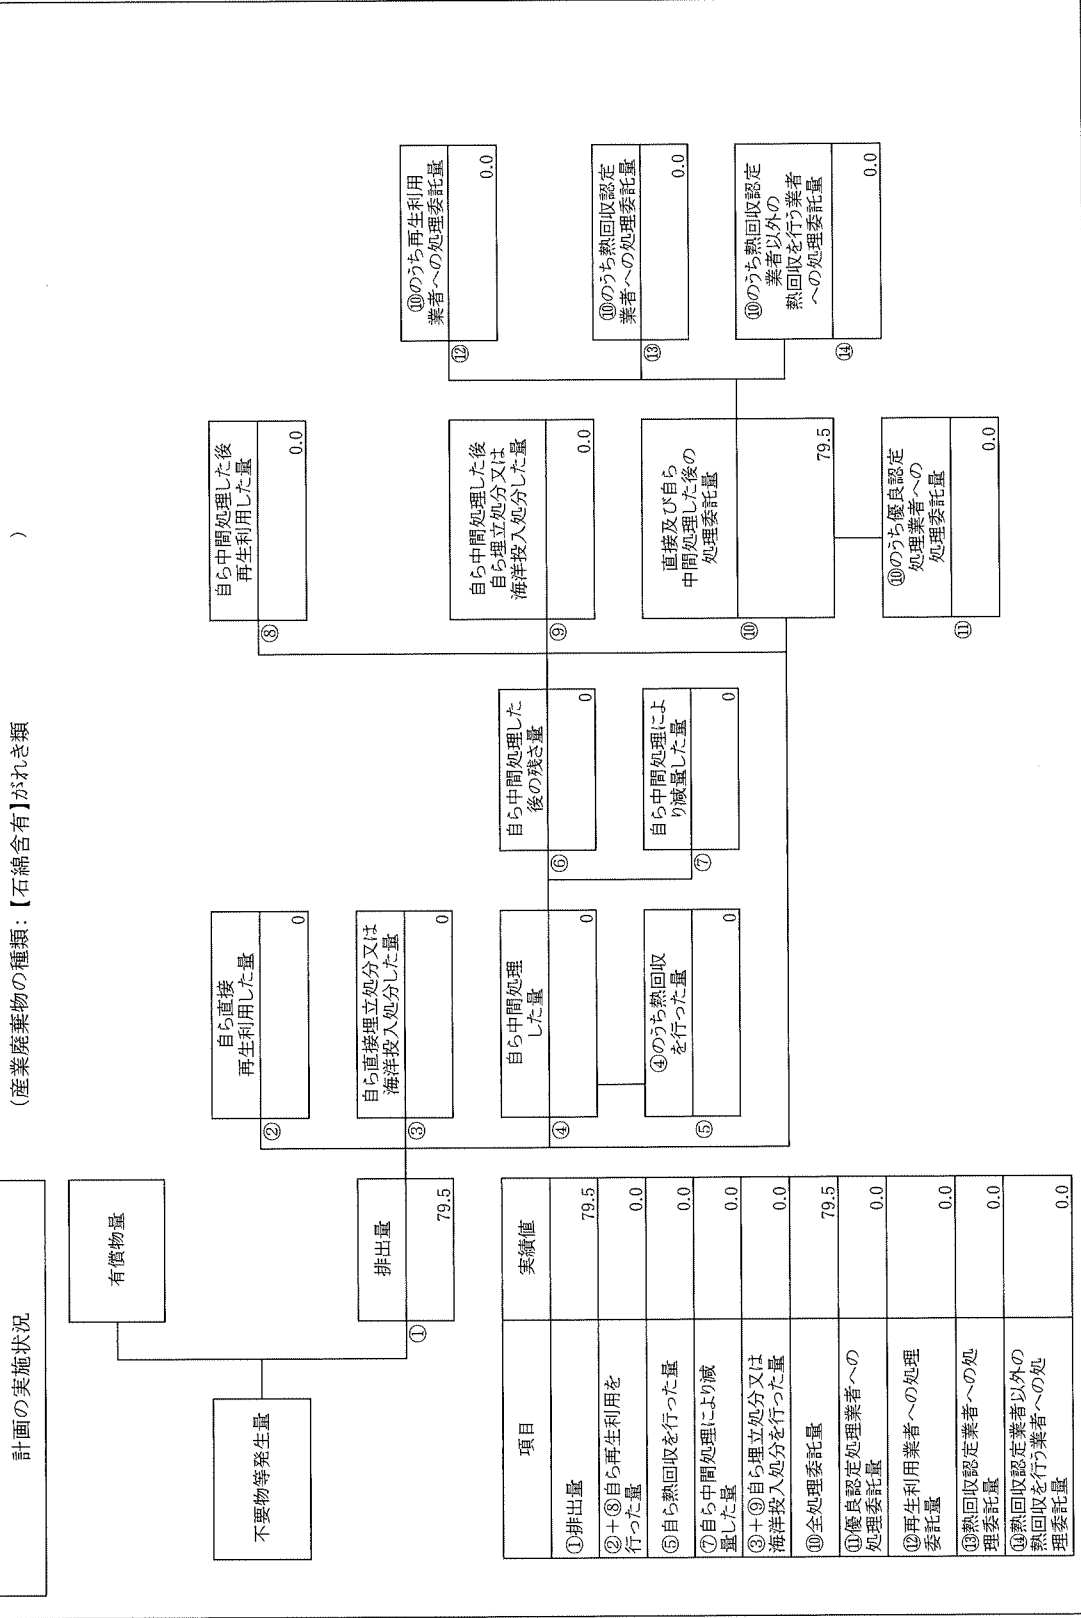 計画の実施状況
(産業廃棄物の種類：【石綿含有】がれき類
)
不要物等発生量
有償物量
①
排出量
79.5
②
自ら直接
再生利用した量
0
③
自ら直接埋立処分又は
海洋投入処分した量
0
④
自ら中間処理
した量
0
⑤
④のうち熱回収
を行った量
0
⑥
自ら中間処理した
後の残さ量
0
⑦
自ら中間処理によ
り減量した量
0
⑧
自ら中間処理した後
再生利用した量
0.0
⑨
自ら中間処理した後
自ら埋立処分又は
海洋投入処分した量
0.0
⑩
直接及び自ら
中間処理した後の
処理委託量
79.5
⑪
⑩のうち優良認定
処理業者への
処理委託量
0.0
⑫
⑩のうち再生利用
業者への処理委託量
0.0
⑬
⑩のうち熱回収認定
業者への処理委託量
0.0
⑭
⑩のうち熱回収認定
業者以外の
熱回収を行う業者
への処理委託量
0.0
項目
実績値
①排出量
79.5
②＋⑧自ら再生利用を
行った量
0.0
⑤自ら熱回収を行った量
0.0
⑦自ら中間処理により減
量した量
0.0
③＋⑨自ら埋立処分又は
海洋投入処分を行った量
0.0
⑩全処理委託量
79.5
⑪優良認定処理業者への
処理委託量
0.0
⑫再生利用業者への処理
委託量
0.0
⑬熱回収認定業者への処
理委託量
0.0
⑭熱回収認定業者以外の
熱回収を行う業者への処
理委託量
0.0